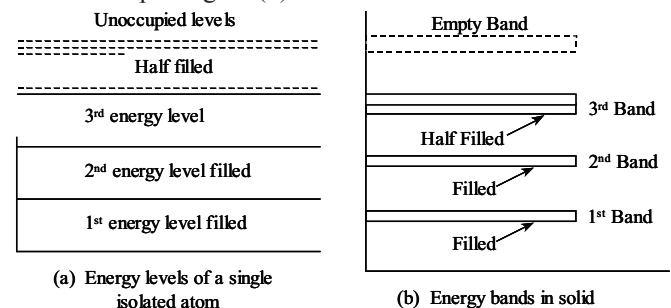 Unoccupied levels
Half filled
3rd energy level
2nd energy level filled
1st energy level filled
(a) Energy levels of a single
isolated atom
Empty Band
3rd Band
Half Filled
2nd Band
Filled
1st Band
Filled
(b) Energy bands in solid